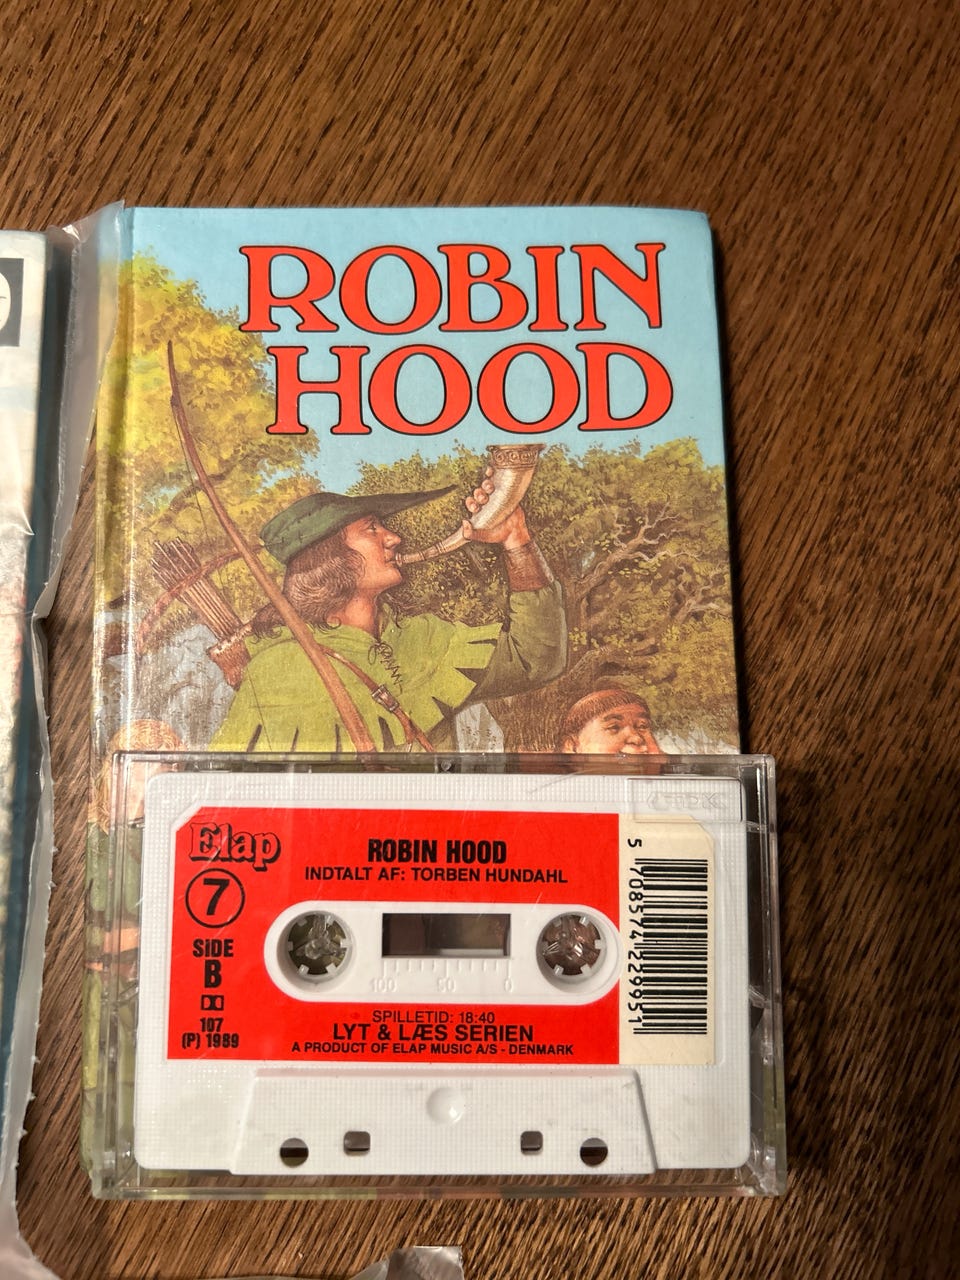 ROBIN
HOOD
Elap
7
SIDE
B
107
(P) 1989
ROBIN HOOD
INDTALT AF: TORBEN HUNDAHL
100 50 0
SPILLETID: 18:40
LYT & LÆS SERIEN
A PRODUCT OF ELAP MUSIC A/S - DENMARK
5 708574 229951